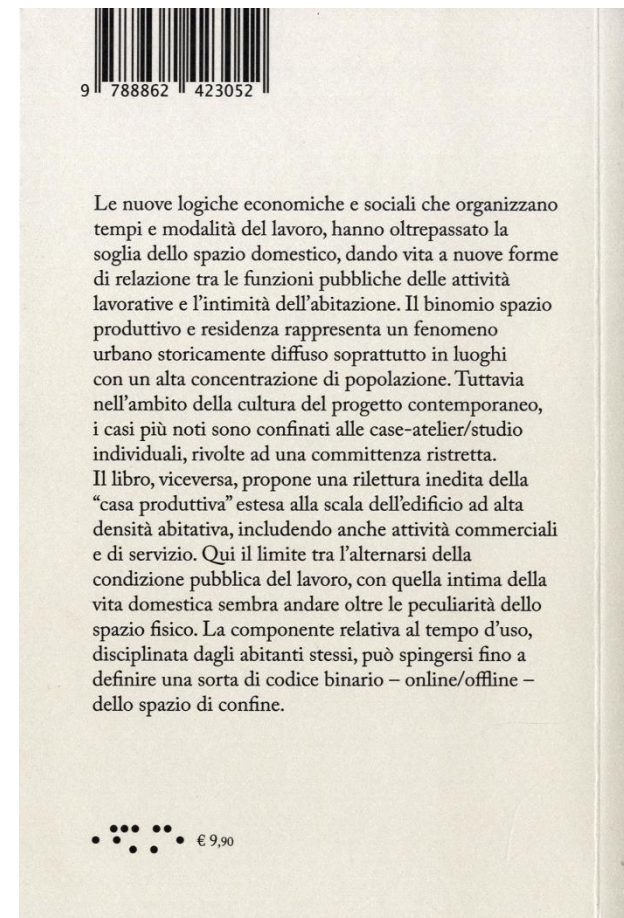 9 788862 423052
Le nuove logiche economiche e sociali che organizzano
tempi e modalità del lavoro, hanno oltrepassato la
soglia dello spazio domestico, dando vita a nuove forme
di relazione tra le funzioni pubbliche delle attività
lavorative e l’intimità dell’abitazione. Il binomio spazio
produttivo e residenza rappresenta un fenomeno
urbano storicamente diffuso soprattutto in luoghi
con un alta concentrazione di popolazione. Tuttavia
nell’ambito della cultura del progetto contemporaneo,
i casi più noti sono confinati alle case-atelier/studio
individuali, rivolte ad una committenza ristretta.
Il libro, viceversa, propone una rilettura inedita della
“casa produttiva” estesa alla scala dell’edificio ad alta
densità abitativa, includendo anche attività commerciali
e di servizio. Qui il limite tra l’alternarsi della
condizione pubblica del lavoro, con quella intima della
vita domestica sembra andare oltre le peculiarità dello
spazio fisico. La componente relativa al tempo d’uso,
disciplinata dagli abitanti stessi, può spingersi fino a
definire una sorta di codice binario – online/offline –
dello spazio di confine.
€ 9,90